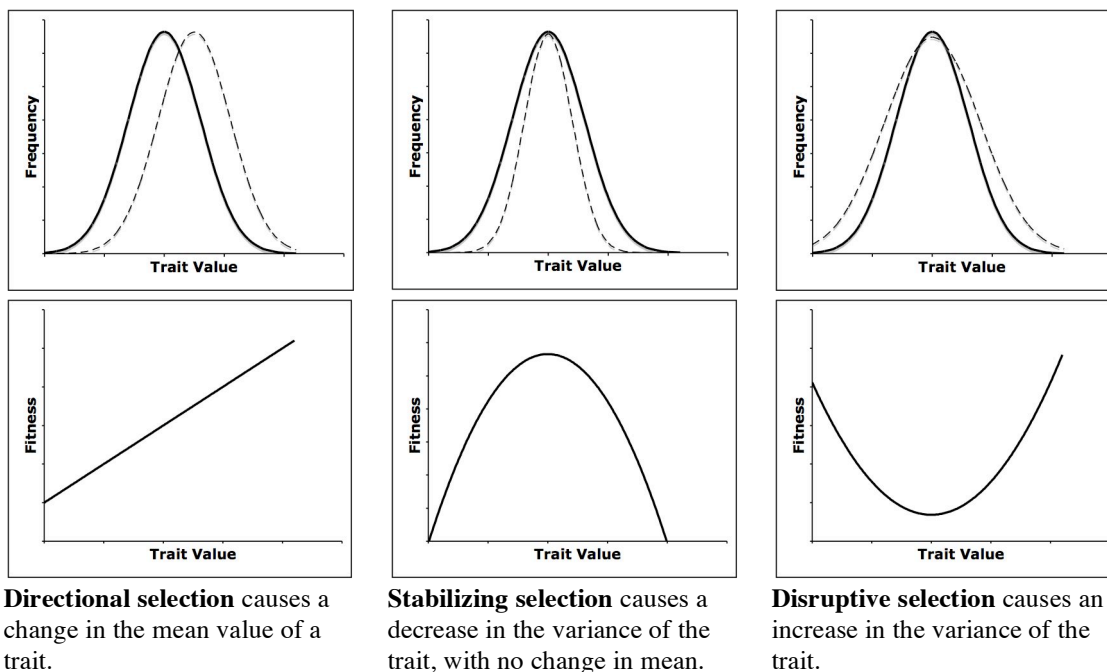 Frequency
Trait Value
Frequency
Trait Value
Frequency
Trait Value
Fitness
Trait Value
Fitness
Trait Value
Fitness
Trait Value
Directional selection causes a
change in the mean value of a
trait.
Stabilizing selection causes a
decrease in the variance of the
trait, with no change in mean.
Disruptive selection causes an
increase in the variance of the
trait.